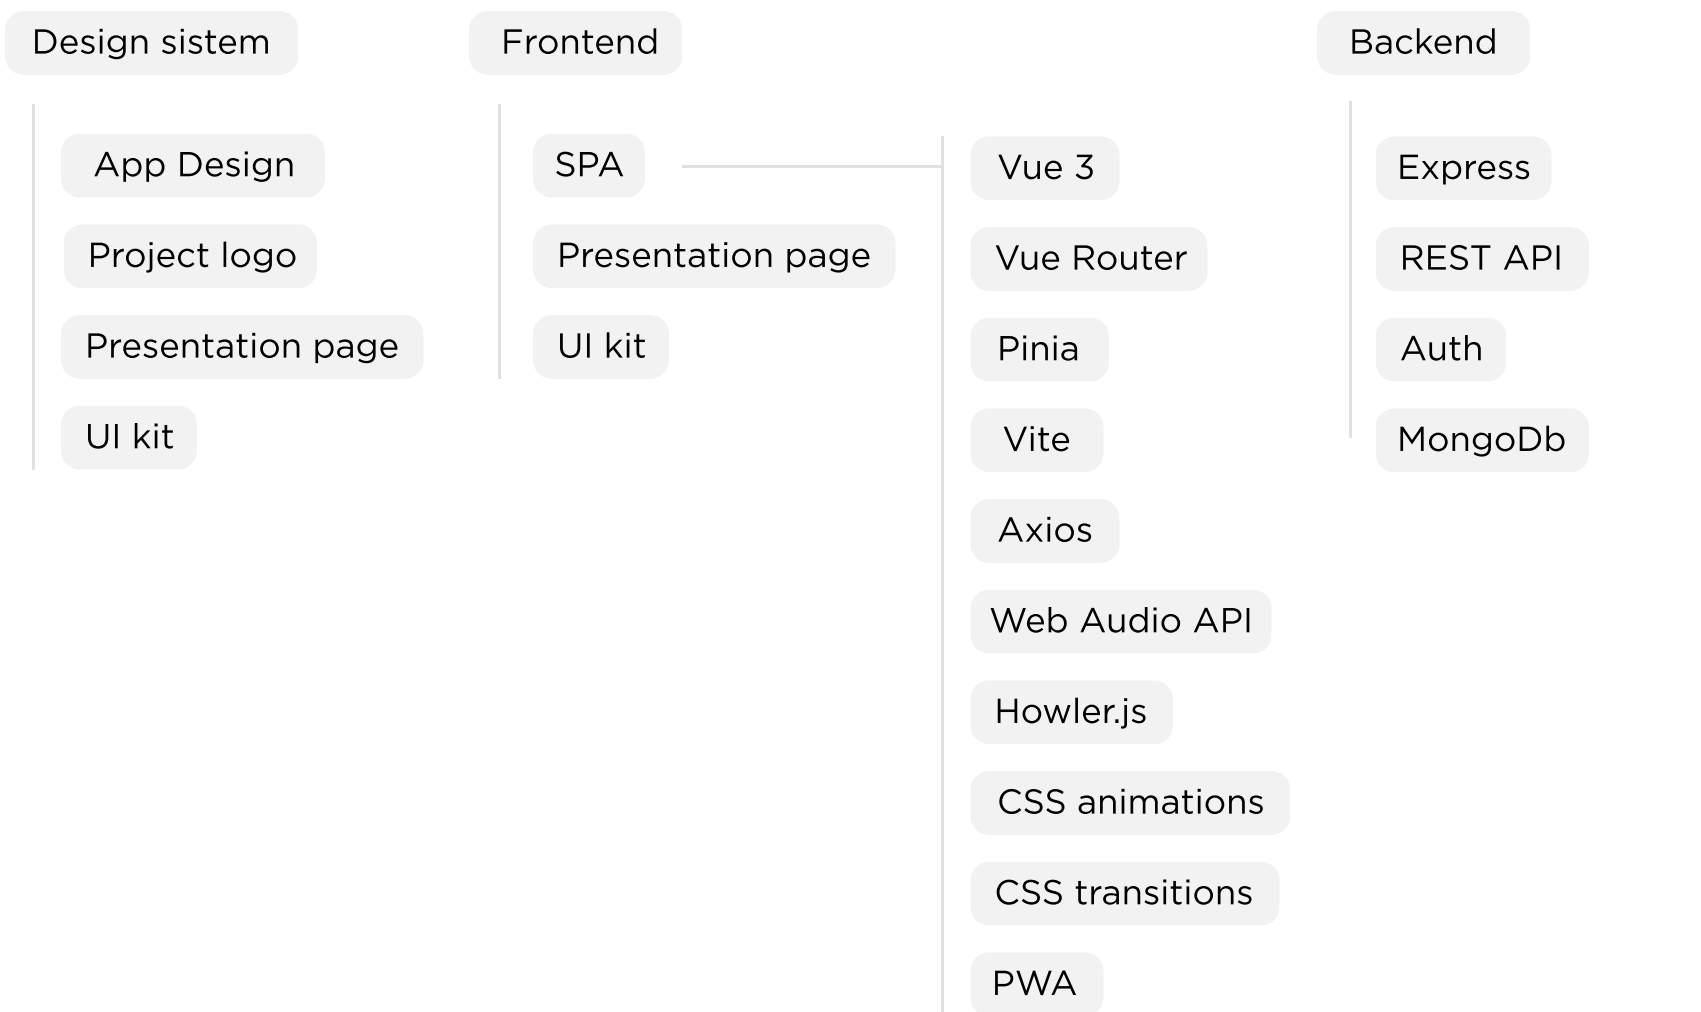 Design sistem
App Design
Project logo
Presentation page
UI kit
Frontend
SPA
Presentation page
UI kit
Vue 3
Vue Router
Pinia
Vite
Axios
Web Audio API
Howler.js
CSS animations
CSS transitions
PWA
Backend
Express
REST API
Auth
MongoDb